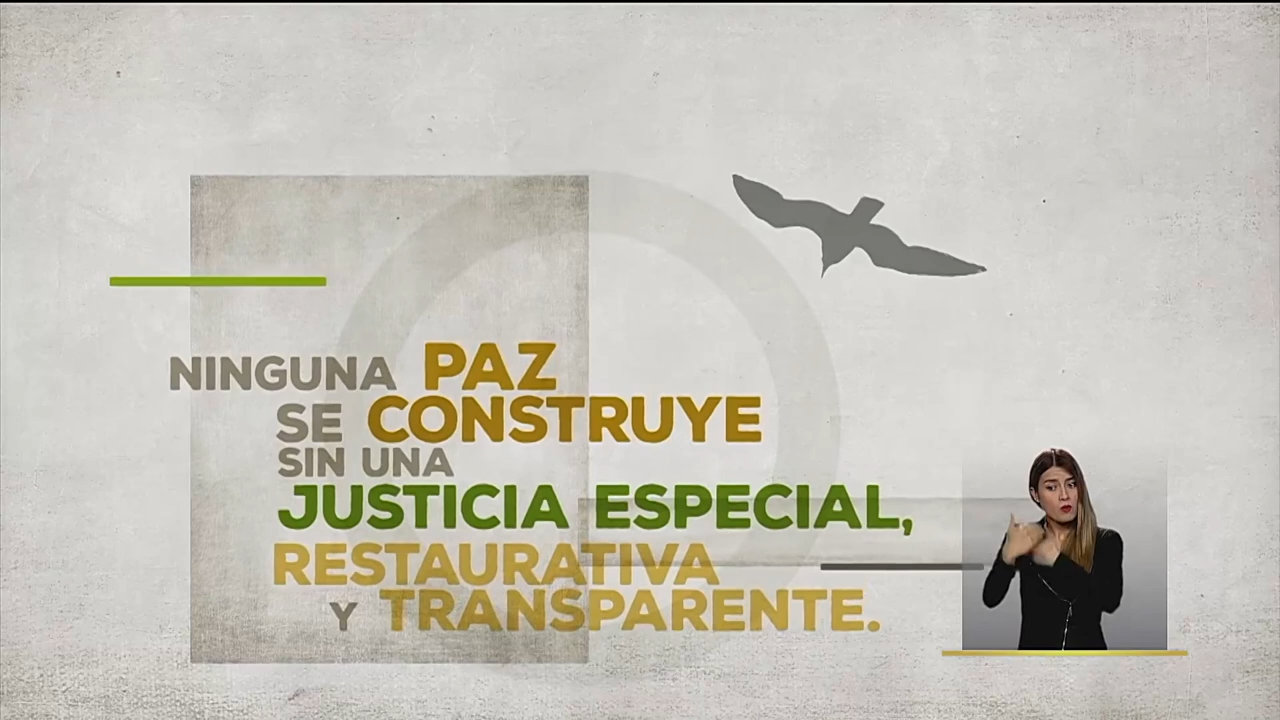 NINGUNA PAZ
SE CONSTRUYE
SIN UNA
JUSTICIA ESPECIAL,
RESTAURATIVA
Y TRANSPARENTE.